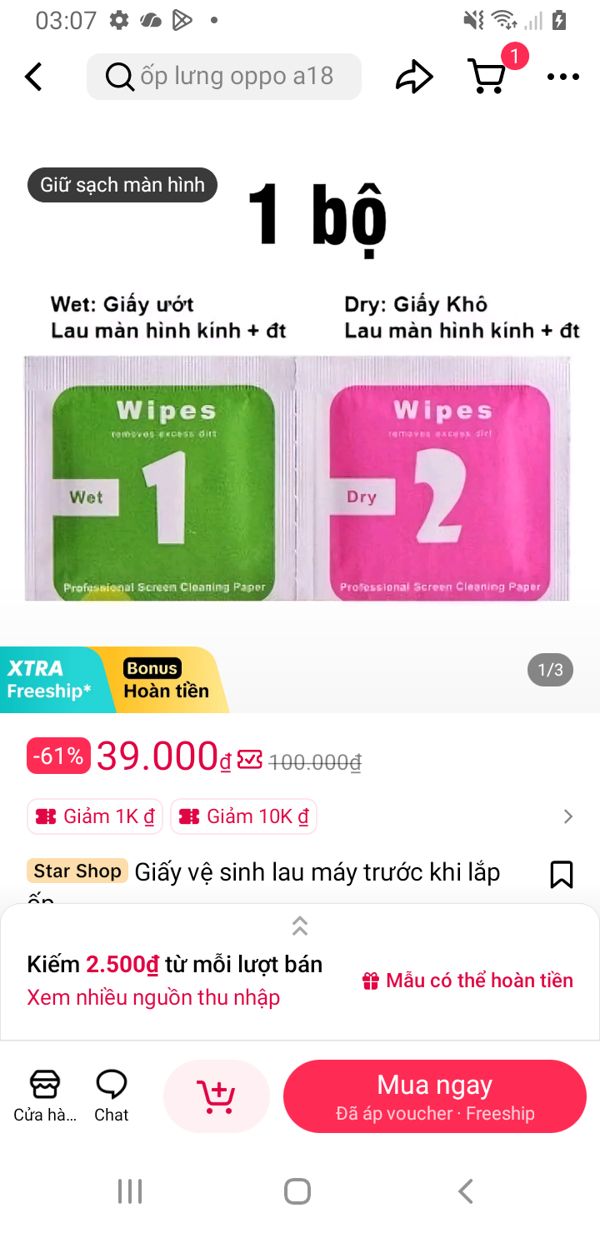 03:07
ốp lưng oppo a18
1
Giữ sạch màn hình
1 bộ
Wet: Giấy ướt
Lau màn hình kính + đt
Dry: Giấy Khô
Lau màn hình kính + đt
Wipes
removes excess dirt
1
Wet
Professional Screen Cleaning Paper
Wipes
removes excess dirt
2
Dry
Professional Screen Cleaning Paper
XTRA
Freeship*
Bonus
Hoàn tiền
1/3
-61% 39.000₫ 100.000₫
Giảm 1K ₫
Giảm 10K ₫
Star Shop Giấy vệ sinh lau máy trước khi lắp
Kiếm 2.500₫ từ mỗi lượt bán
Xem nhiều nguồn thu nhập
Mẫu có thể hoàn tiền
Cửa hà...
Chat
Mua ngay
Đã áp voucher · Freeship